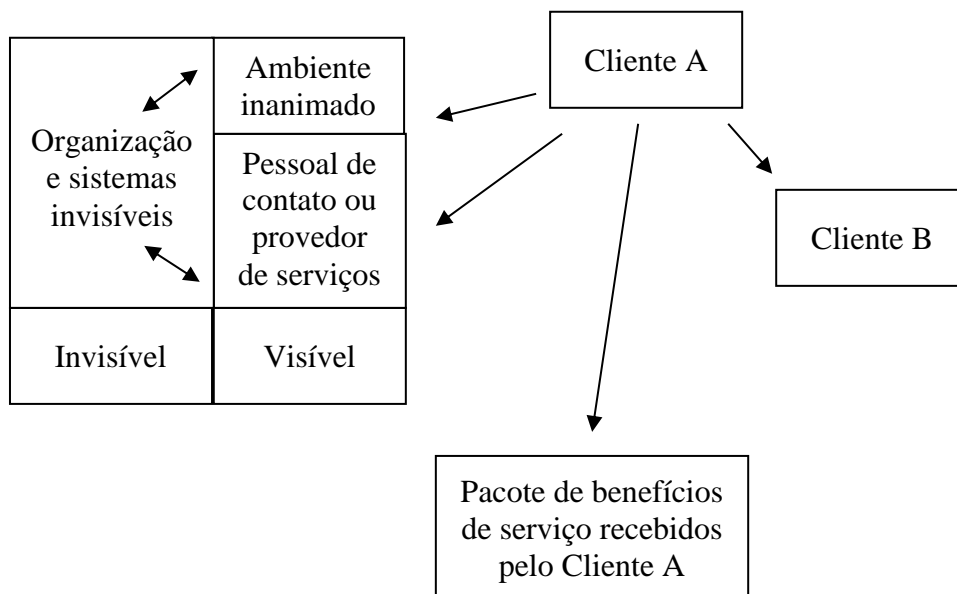 Organização
e sistemas
invisíveis
Ambiente
inanimado
Pessoal de
contato ou
provedor
de serviços
Invisível
Visível
Cliente A
Cliente B
Pacote de benefícios
de serviço recebidos
pelo Cliente A